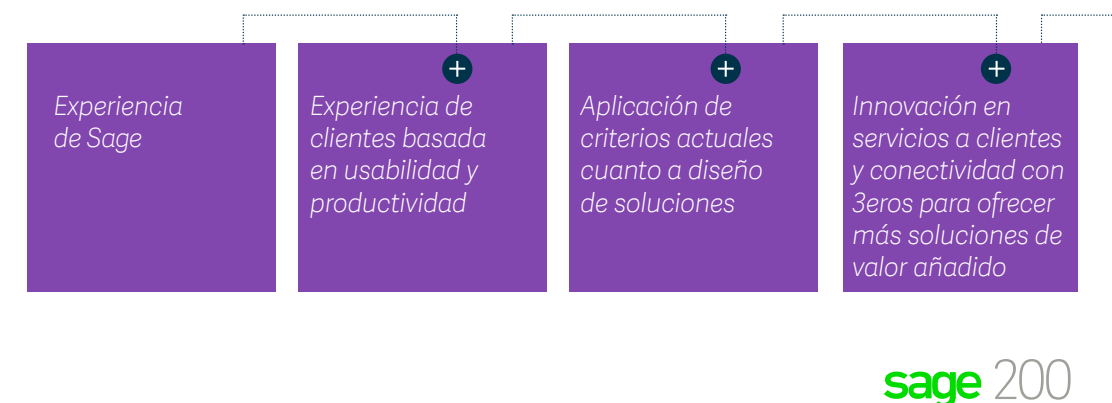 Experiencia
de Sage
Experiencia de
clientes basada
en usabilidad y
productividad
Aplicación de
criterios actuales
cuanto a diseño
de soluciones
Innovación en
servicios a clientes
y conectividad con
3eros para ofrecer
más soluciones de
valor añadido
sage 200